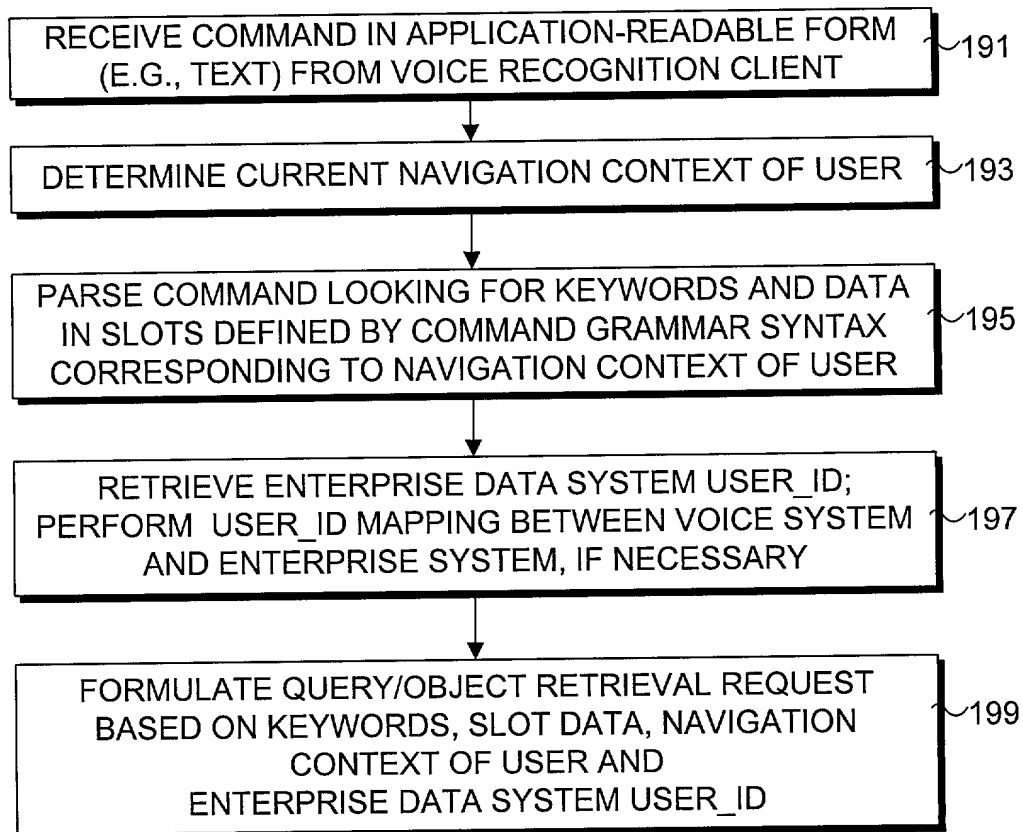 RECEIVE COMMAND IN APPLICATION-READABLE FORM
(E.G., TEXT) FROM VOICE RECOGNITION CLIENT
191
DETERMINE CURRENT NAVIGATION CONTEXT OF USER
193
PARSE COMMAND LOOKING FOR KEYWORDS AND DATA
IN SLOTS DEFINED BY COMMAND GRAMMAR SYNTAX
CORRESPONDING TO NAVIGATION CONTEXT OF USER
195
RETRIEVE ENTERPRISE DATA SYSTEM USER_ID;
PERFORM USER_ID MAPPING BETWEEN VOICE SYSTEM
AND ENTERPRISE SYSTEM, IF NECESSARY
197
FORMULATE QUERY/OBJECT RETRIEVAL REQUEST
BASED ON KEYWORDS, SLOT DATA, NAVIGATION
CONTEXT OF USER AND
ENTERPRISE DATA SYSTEM USER_ID
199